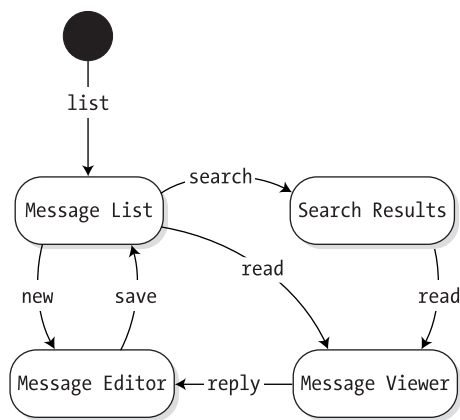 list
search
Message List
Search Results
read
new
save
read
Message Editor
reply
Message Viewer